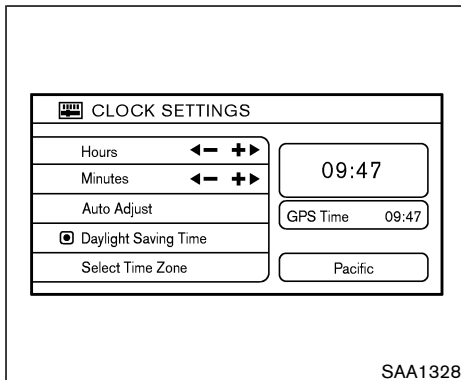 CLOCK SETTINGS
Hours
Minutes
Auto Adjust
Daylight Saving Time
Select Time Zone
09:47
GPS Time 09:47
Pacific
SAA1328